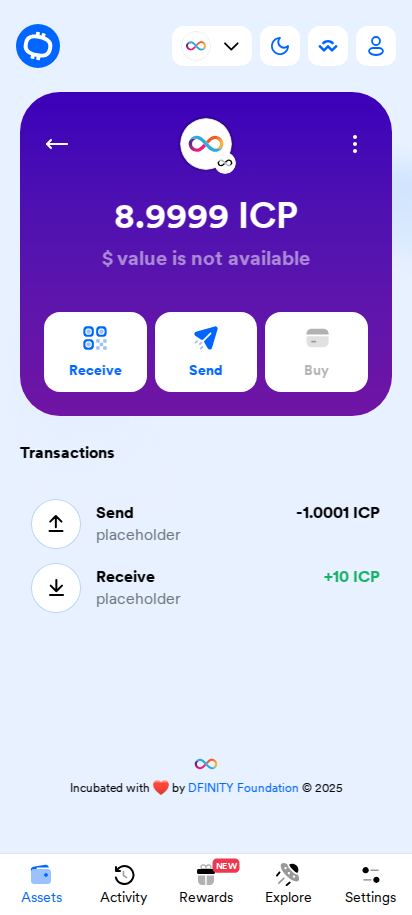 8.9999 ICP
$ value is not available
Receive
Send
Buy
Transactions
Send
-1.0001 ICP
placeholder
Receive
+10 ICP
placeholder
Incubated with ❤️ by DFINITY Foundation © 2025
NEW
Assets
Activity
Rewards
Explore
Settings